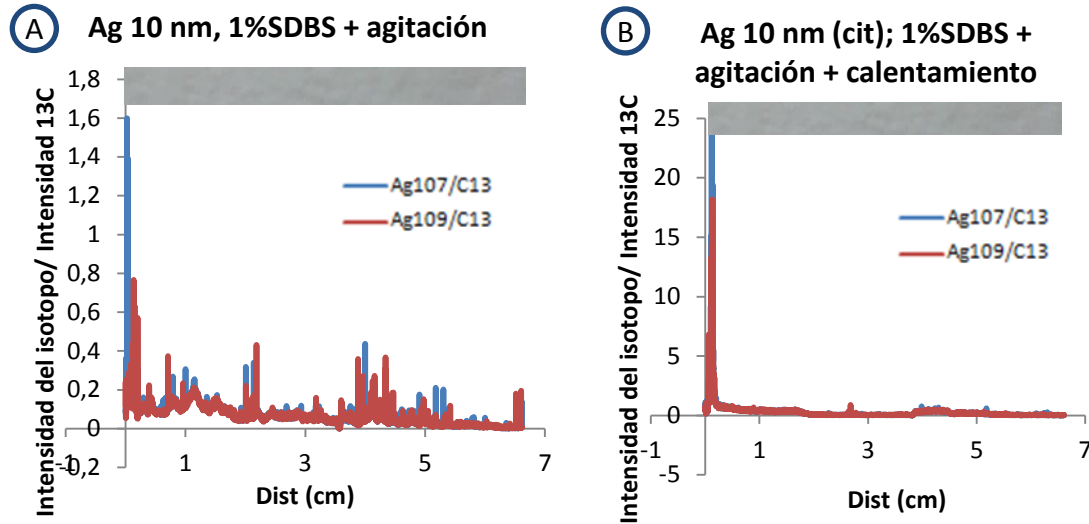 A
Ag 10 nm, 1%SDBS + agitación
Intensidad del isotopo/ Intensidad 13C
1,8
1,6
1,4
1,2
1
0,8
0,6
0,4
0,2
0
-0,2
-1
1
3
5
7
Ag107/C13
Ag109/C13
Dist (cm)
B
Ag 10 nm (cit); 1%SDBS +
agitación + calentamiento
Intensidad del isotopo/ Intensidad 13C
25
20
15
10
5
0
-5
-1
1
3
5
7
Ag107/C13
Ag109/C13
Dist (cm)